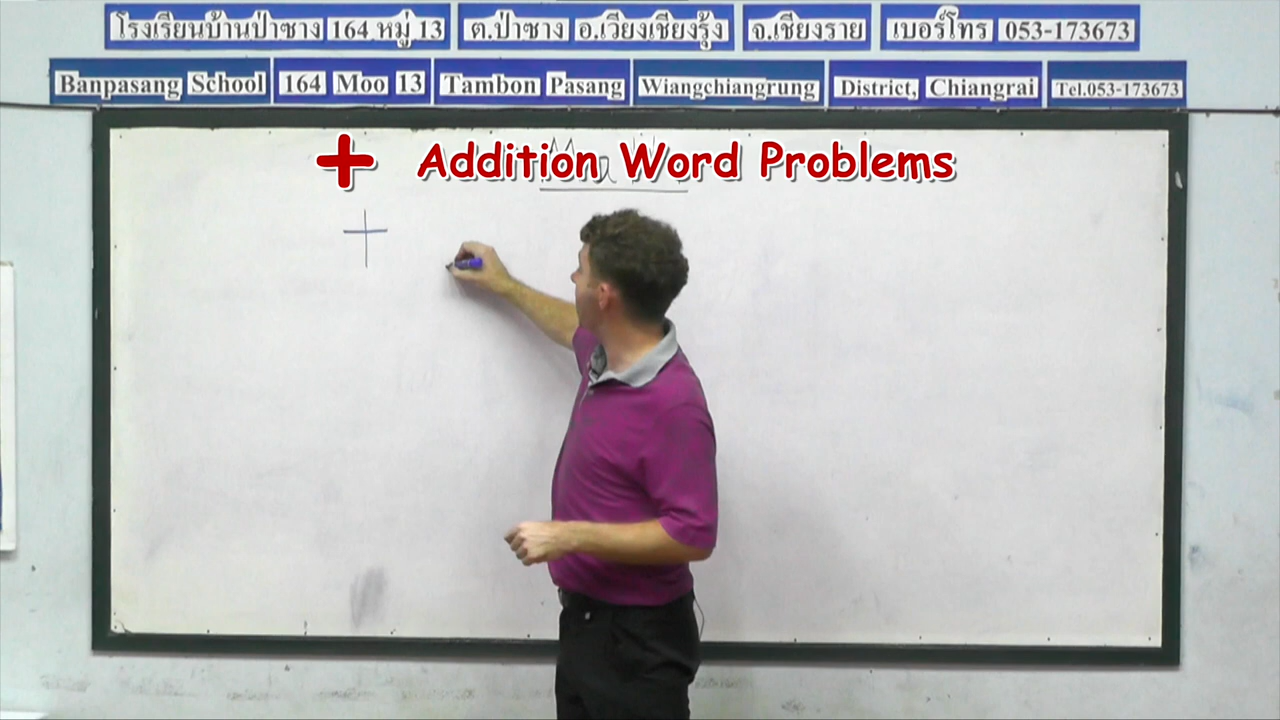 โรงเรียนบ้านป่าซาง 164 หมู่ 13 ต.ป่าซาง อ.เวียงเชียงรุ้ง จ.เชียงราย เบอร์โทร 053-173673
Banpasang School 164 Moo 13 Tambon Pasang Wiangchiangrung District, Chiangrai Tel.053-173673
+ Addition Word Problems
+